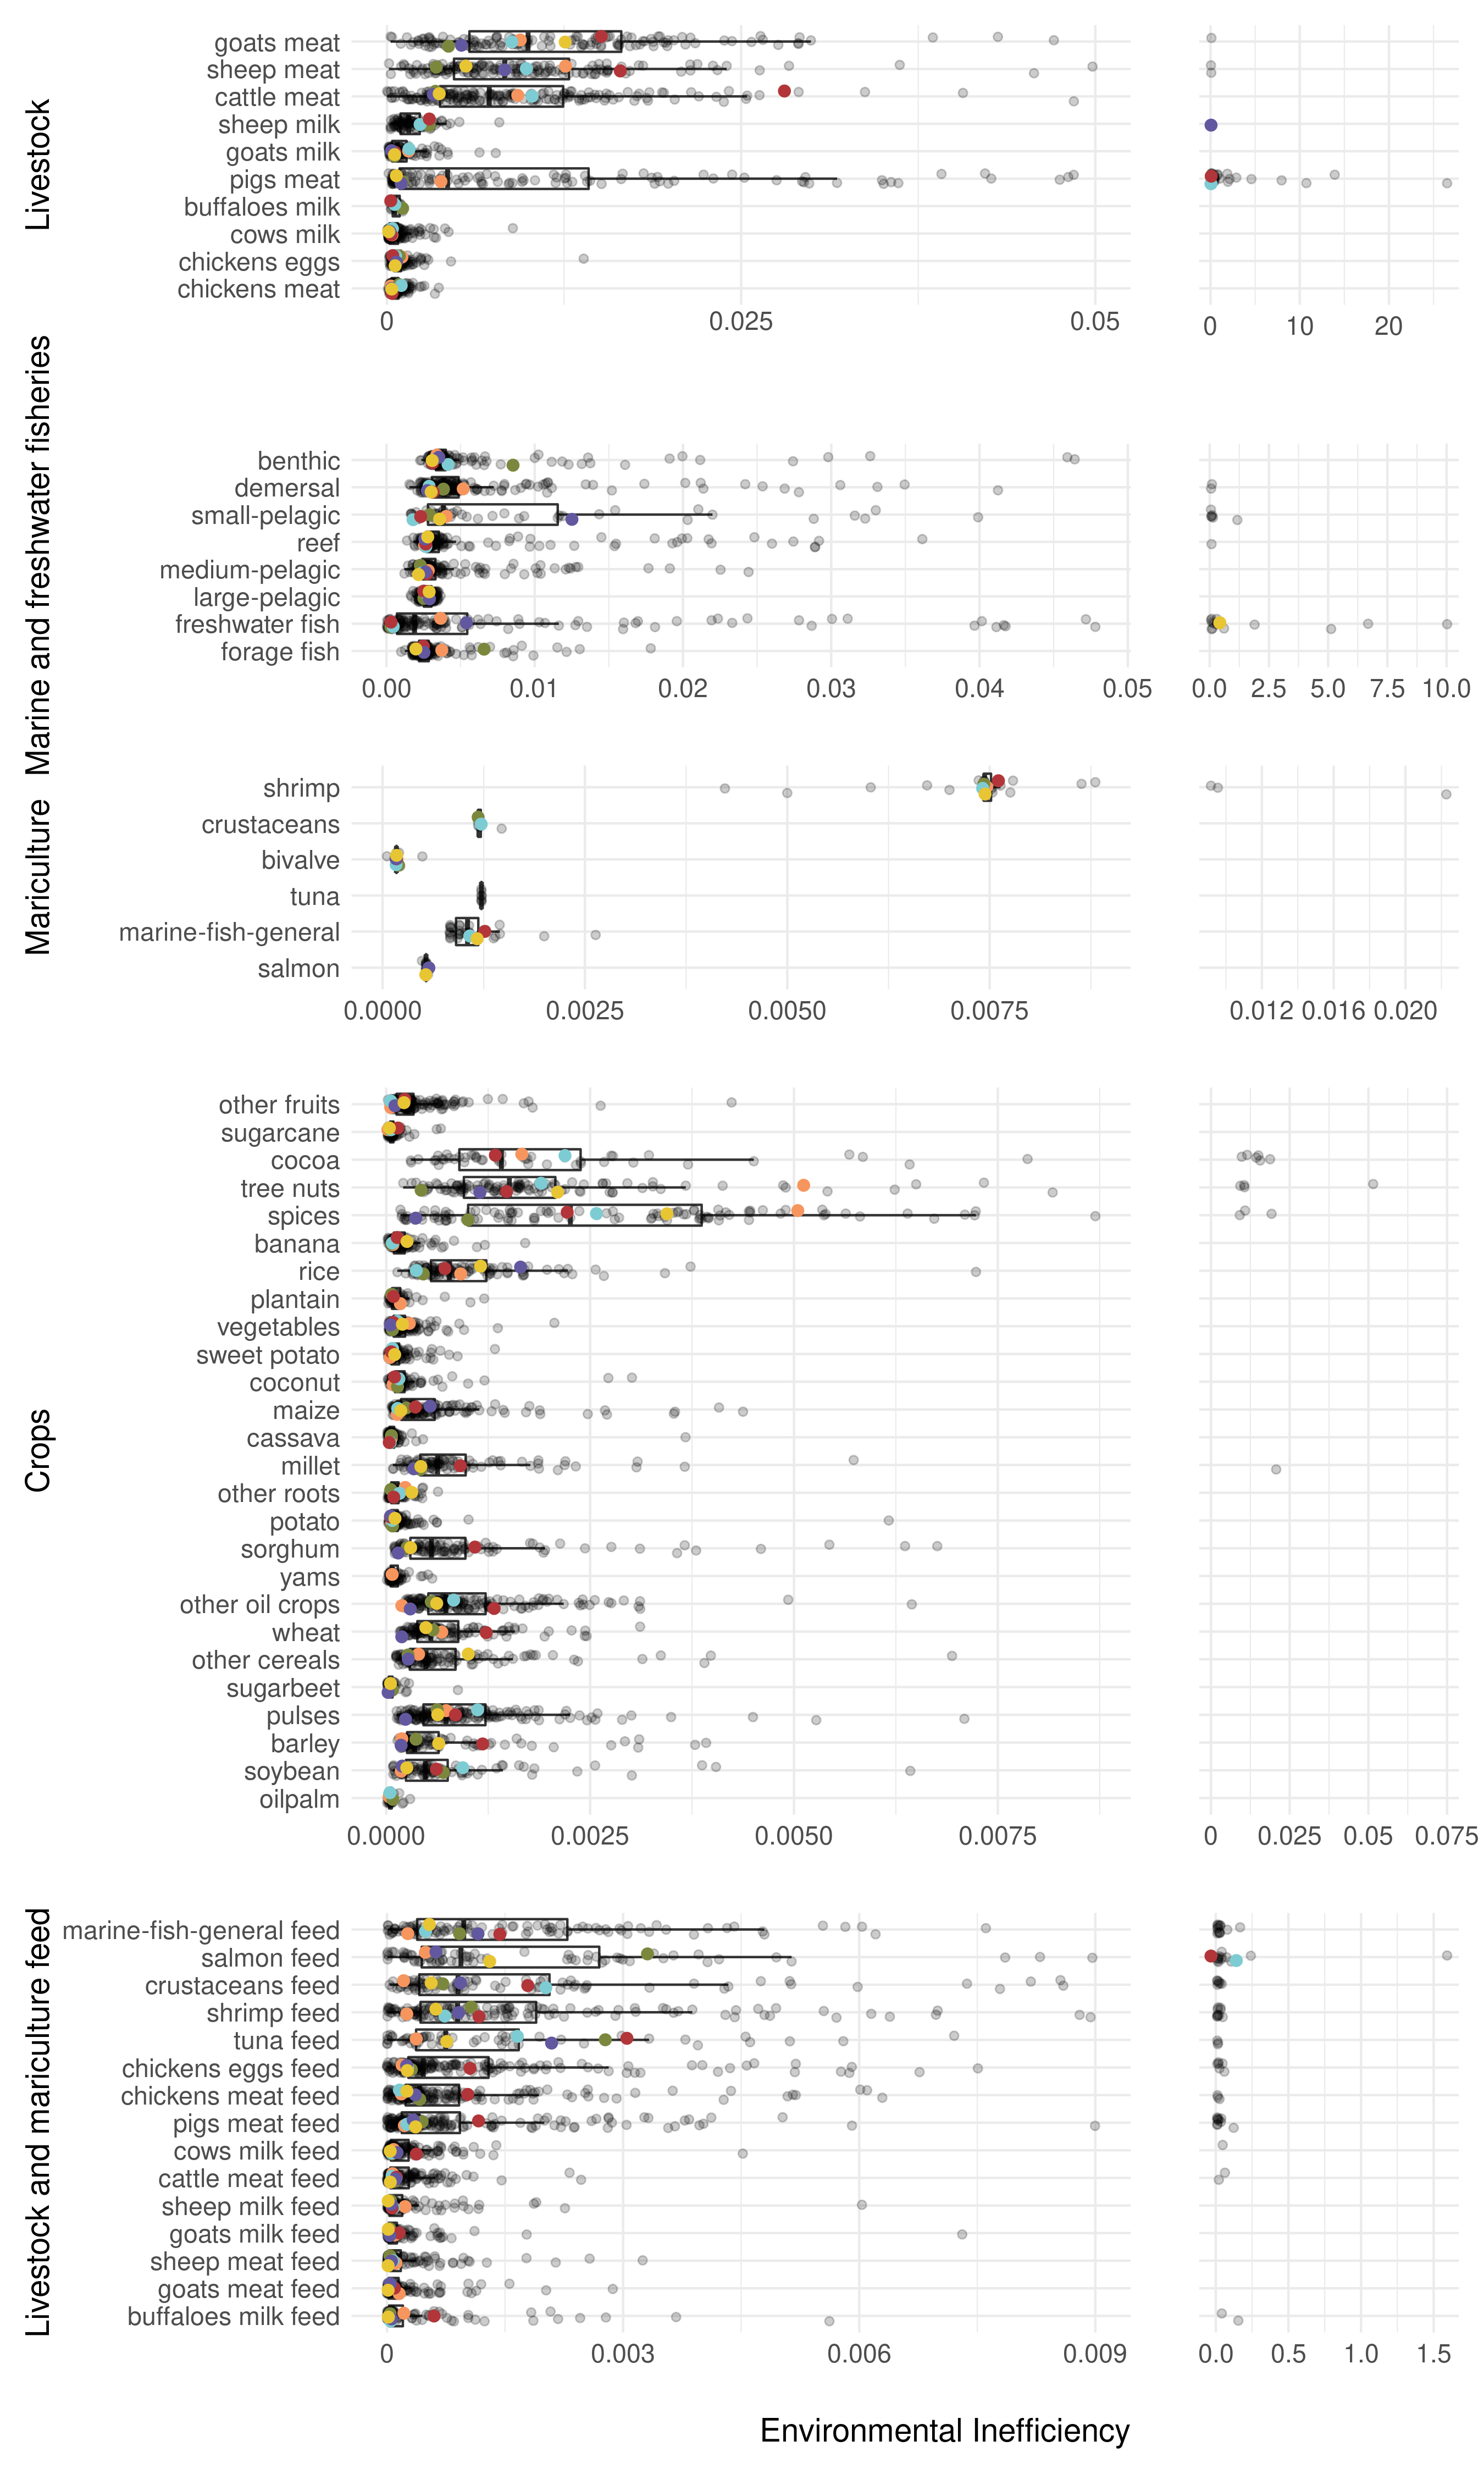 Livestock
goats meat
sheep meat
cattle meat
sheep milk
goats milk
pigs meat
buffaloes milk
cows milk
chickens eggs
chickens meat
0 0.025 0.05 0 10 20
Marine and freshwater fisheries
benthic
demersal
small-pelagic
reef
medium-pelagic
large-pelagic
freshwater fish
forage fish
0.00 0.01 0.02 0.03 0.04 0.05 0.0 2.5 5.0 7.5 10.0
Mariculture
shrimp
crustaceans
bivalve
tuna
marine-fish-general
salmon
0.0000 0.0025 0.0050 0.0075 0.012 0.016 0.020
Crops
other fruits
sugarcane
cocoa
tree nuts
spices
banana
rice
plantain
vegetables
sweet potato
coconut
maize
cassava
millet
other roots
potato
sorghum
yams
other oil crops
wheat
other cereals
sugarbeet
pulses
barley
soybean
oilpalm
0.0000 0.0025 0.0050 0.0075 0 0.025 0.05 0.075
Livestock and mariculture feed
marine-fish-general feed
salmon feed
crustaceans feed
shrimp feed
tuna feed
chickens eggs feed
chickens meat feed
pigs meat feed
cows milk feed
cattle meat feed
sheep milk feed
goats milk feed
sheep meat feed
goats meat feed
buffaloes milk feed
0 0.003 0.006 0.009 0.0 0.5 1.0 1.5
Environmental Inefficiency